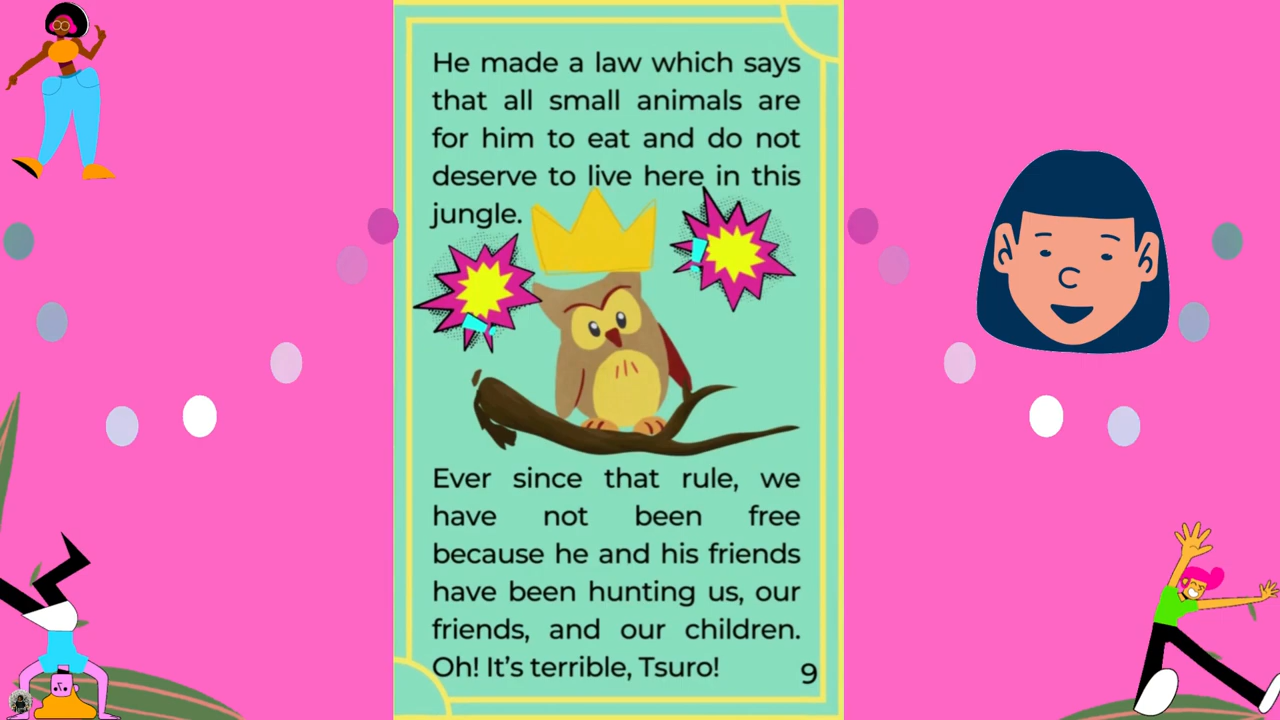 He made a law which says
that all small animals are
for him to eat and do not
deserve to live here in this
jungle.
Ever since that rule, we
have not been free
because he and his friends
have been hunting us, our
friends, and our children.
Oh! It’s terrible, Tsuro!
9